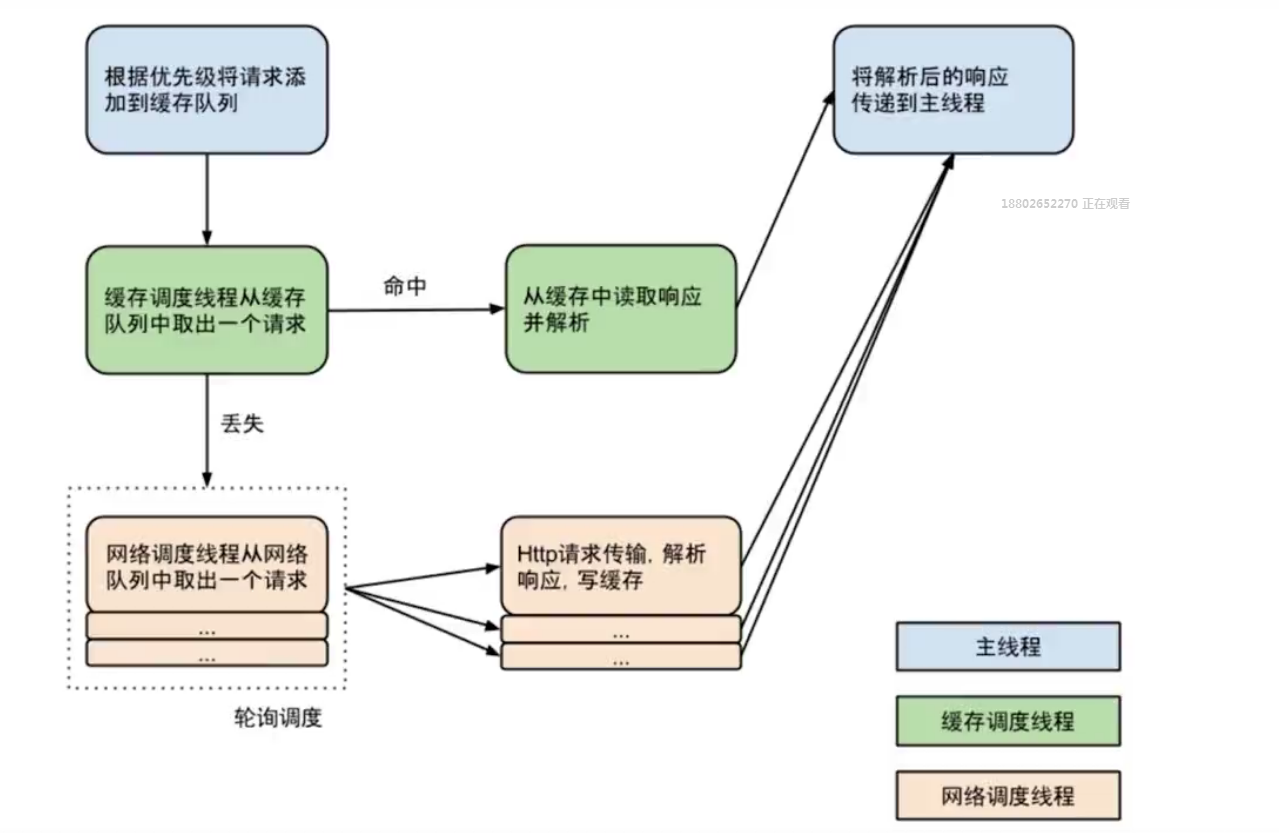 根据优先级将请求添
加到缓存队列
将解析后的响应
传递到主线程
18802652270 正在观看
缓存调度线程从缓存
队列中取出一个请求
命中
从缓存中读取响应
并解析
丢失
网络调度线程从网络
队列中取出一个请求
...
...
Http请求传输, 解析
响应, 写缓存
...
...
轮询调度
主线程
缓存调度线程
网络调度线程